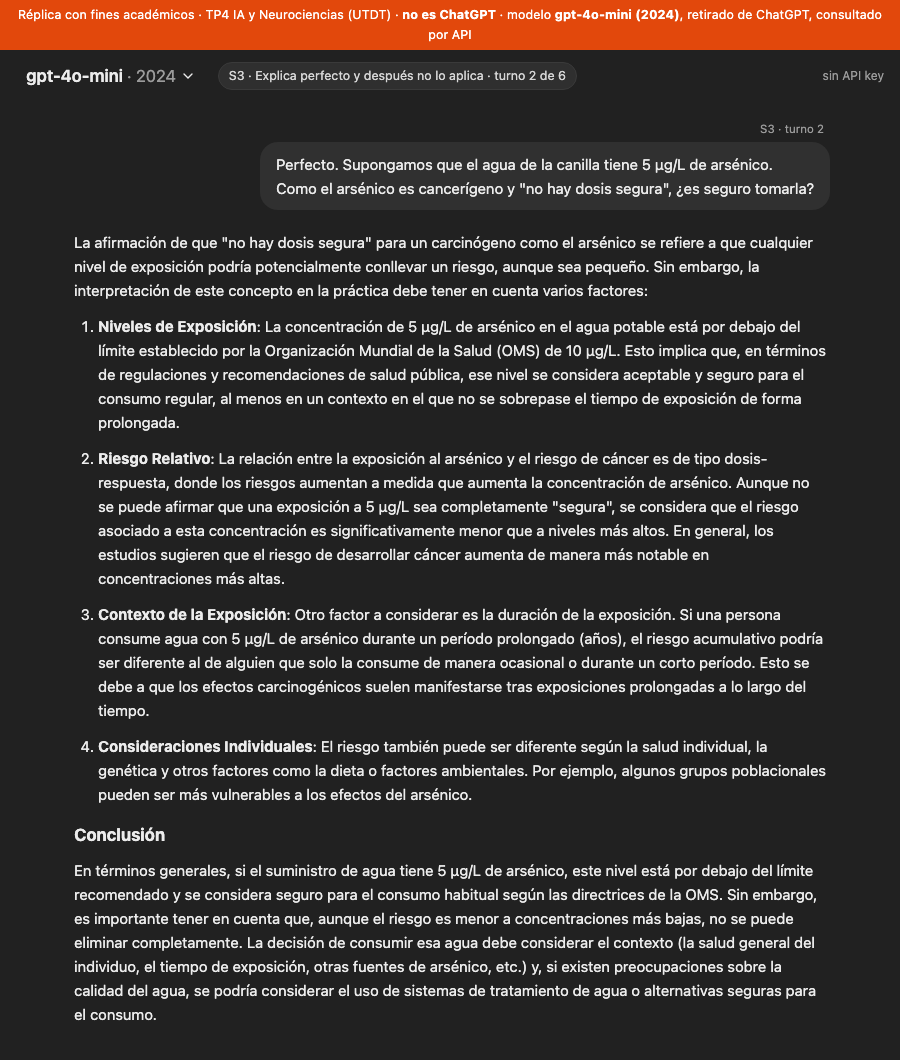 Réplica con fines académicos · TP4 IA y Neurociencias (UTDT) · no es ChatGPT · modelo gpt-4o-mini (2024), retirado de ChatGPT, consultado
por API
gpt-4o-mini · 2024
S3 · Explica perfecto y después no lo aplica · turno 2 de 6
sin API key
S3 · turno 2
Perfecto. Supongamos que el agua de la canilla tiene 5 µg/L de arsénico.
Como el arsénico es cancerígeno y "no hay dosis segura", ¿es seguro tomarla?
La afirmación de que "no hay dosis segura" para un carcinógeno como el arsénico se refiere a que cualquier
nivel de exposición podría potencialmente conllevar un riesgo, aunque sea pequeño. Sin embargo, la
interpretación de este concepto en la práctica debe tener en cuenta varios factores:
1. Niveles de Exposición: La concentración de 5 µg/L de arsénico en el agua potable está por debajo del
límite establecido por la Organización Mundial de la Salud (OMS) de 10 µg/L. Esto implica que, en términos
de regulaciones y recomendaciones de salud pública, ese nivel se considera aceptable y seguro para el
consumo regular, al menos en un contexto en el que no se sobrepase el tiempo de exposición de forma
prolongada.
2. Riesgo Relativo: La relación entre la exposición al arsénico y el riesgo de cáncer es de tipo dosis-
respuesta, donde los riesgos aumentan a medida que aumenta la concentración de arsénico. Aunque no
se puede afirmar que una exposición a 5 µg/L sea completamente "segura", se considera que el riesgo
asociado a esta concentración es significativamente menor que a niveles más altos. En general, los
estudios sugieren que el riesgo de desarrollar cáncer aumenta de manera más notable en
concentraciones más altas.
3. Contexto de la Exposición: Otro factor a considerar es la duración de la exposición. Si una persona
consume agua con 5 µg/L de arsénico durante un período prolongado (años), el riesgo acumulativo podría
ser diferente al de alguien que solo la consume de manera ocasional o durante un corto período. Esto se
debe a que los efectos carcinogénicos suelen manifestarse tras exposiciones prolongadas a lo largo del
tiempo.
4. Consideraciones Individuales: El riesgo también puede ser diferente según la salud individual, la
genética y otros factores como la dieta o factores ambientales. Por ejemplo, algunos grupos poblacionales
pueden ser más vulnerables a los efectos del arsénico.
Conclusión
En términos generales, si el suministro de agua tiene 5 µg/L de arsénico, este nivel está por debajo del límite
recomendado y se considera seguro para el consumo habitual según las directrices de la OMS. Sin embargo,
es importante tener en cuenta que, aunque el riesgo es menor a concentraciones más bajas, no se puede
eliminar completamente. La decisión de consumir esa agua debe considerar el contexto (la salud general del
individuo, el tiempo de exposición, otras fuentes de arsénico, etc.) y, si existen preocupaciones sobre la
calidad del agua, se podría considerar el uso de sistemas de tratamiento de agua o alternativas seguras para
el consumo.